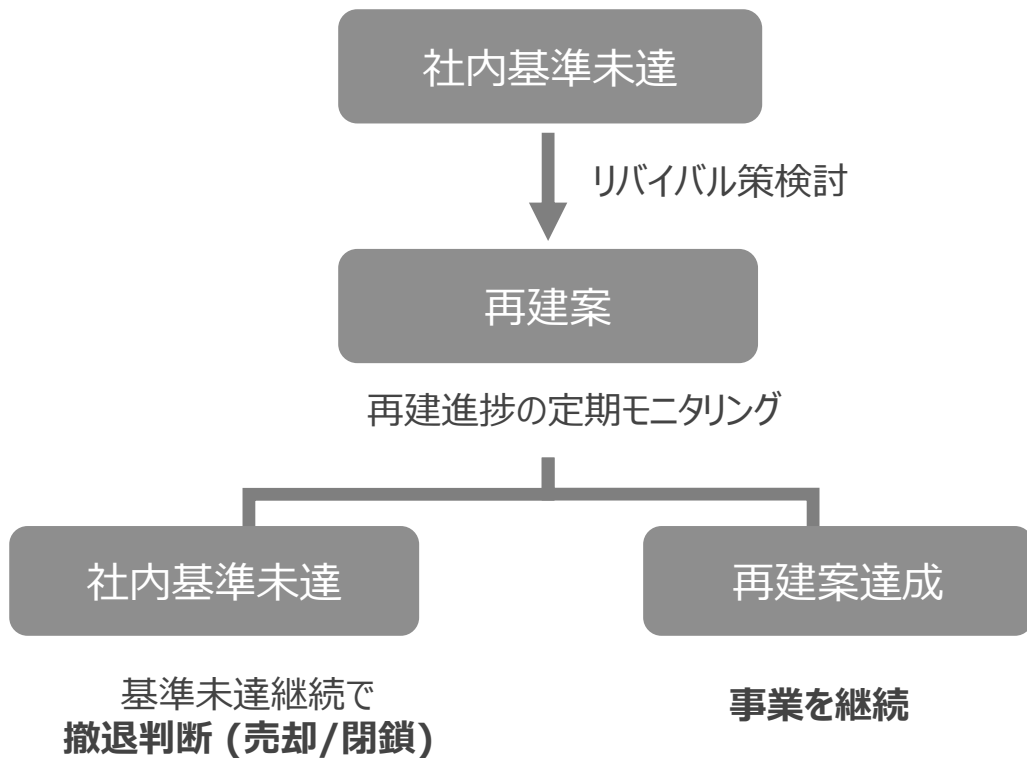 社内基準未達
リバイバル策検討
再建案
再建進捗の定期モニタリング
社内基準未達
再建案達成
基準未達継続で
撤退判断 (売却/閉鎖)
事業を継続